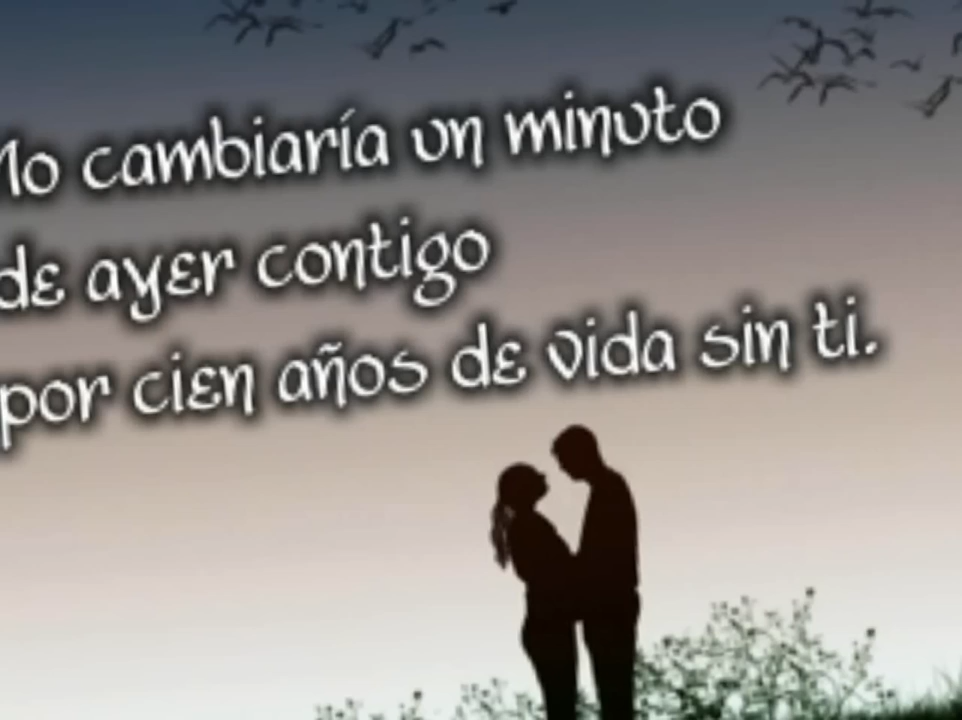 No cambiaría un minuto
de ayer contigo
por cien años de vida sin ti.